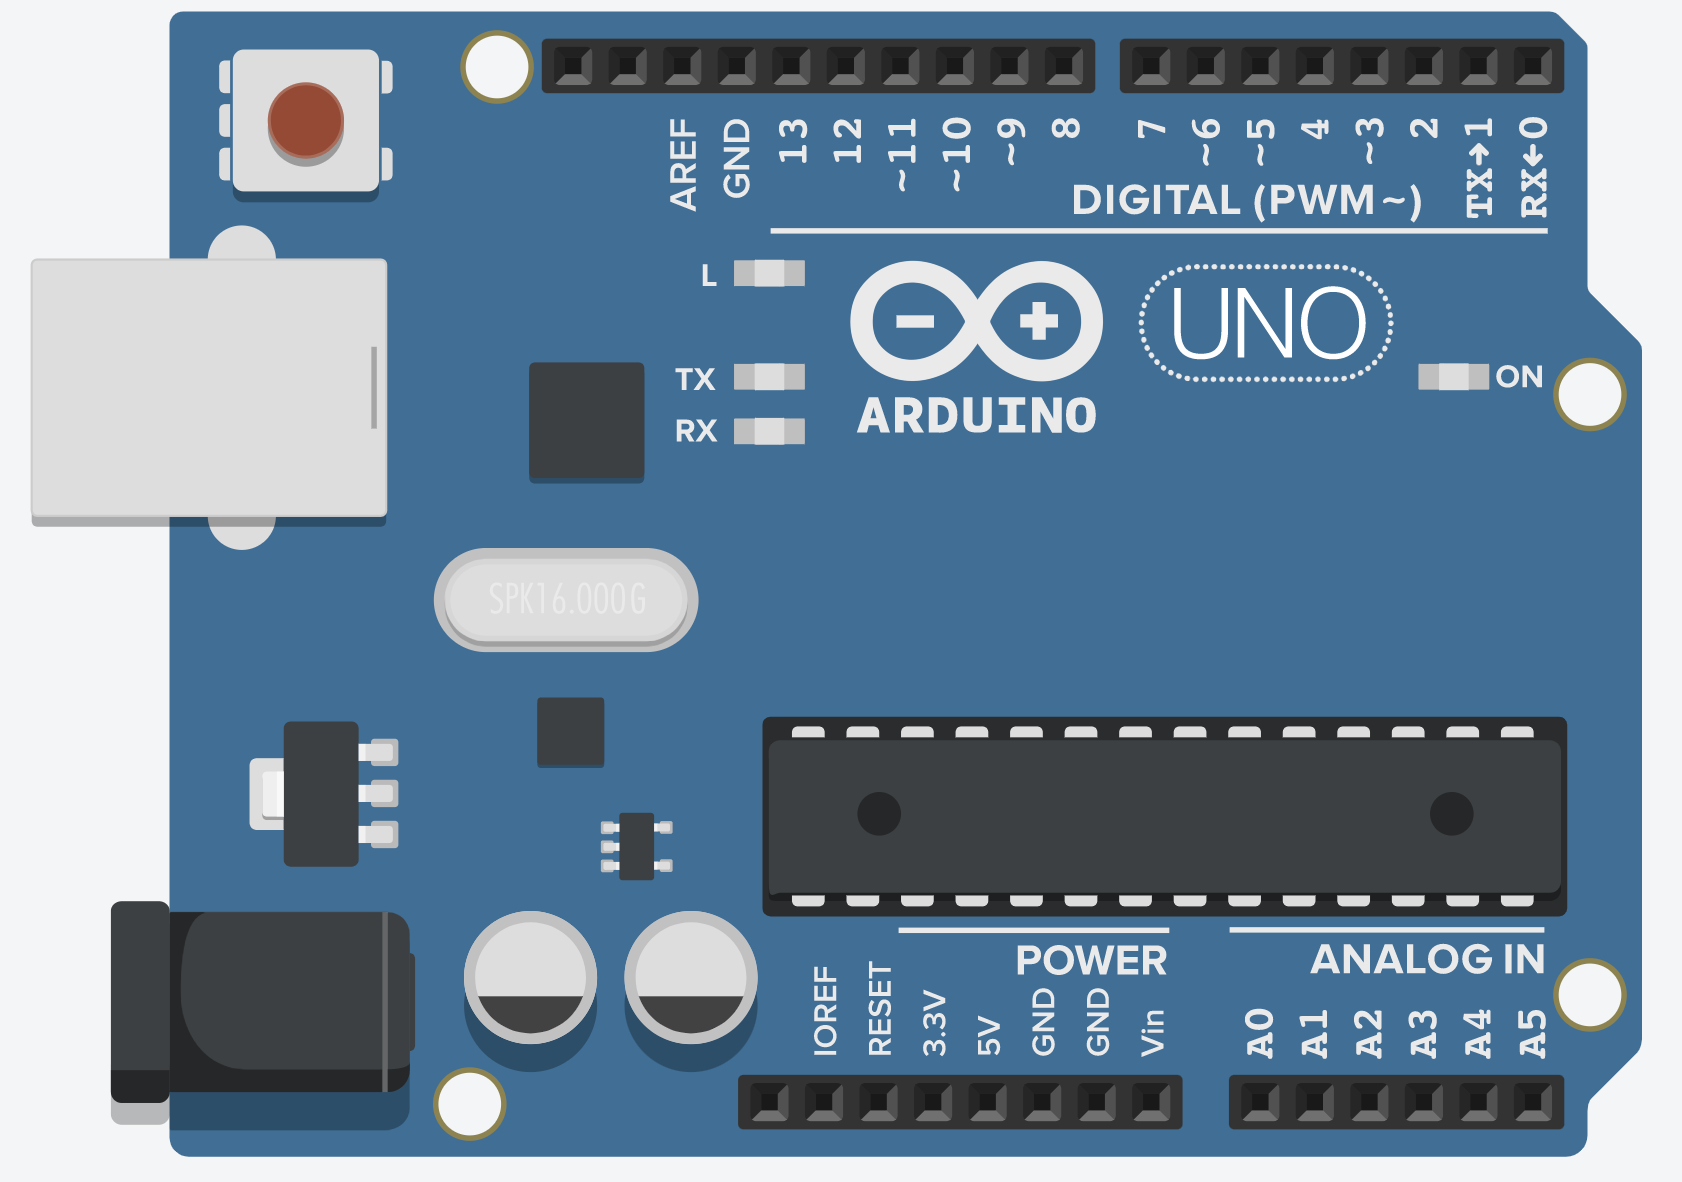 AREF
GND
13
12
~11
~10
~9
8
7
~6
~5
4
~3
2
TX→1
RX←0
DIGITAL (PWM~)
L
TX
RX
ARDUINO
UNO
ON
SPK16.000G
POWER
ANALOG IN
IOREF
RESET
3.3V
5V
GND
GND
Vin
A0
A1
A2
A3
A4
A5